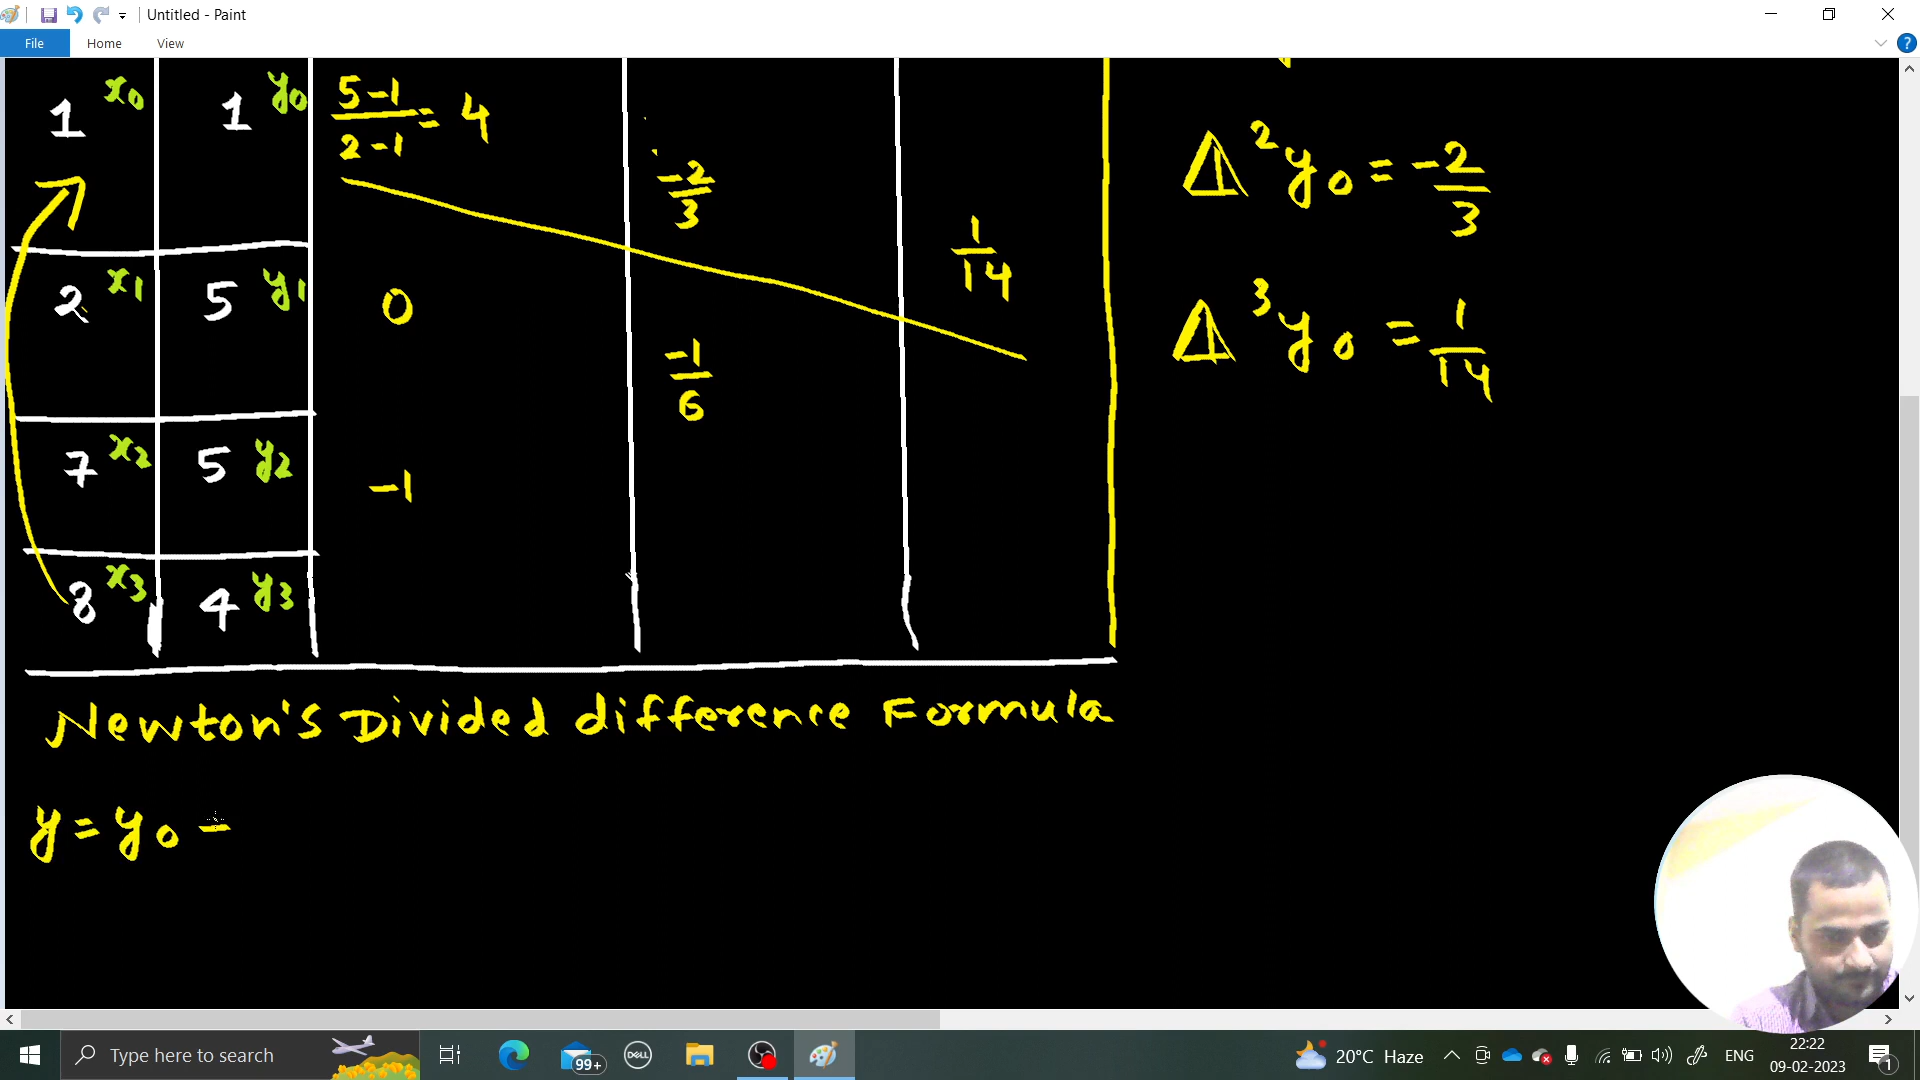 Untitled - Paint
File Home View
1 x0 1 y0 5-1/2-1 = 4
-2/3
1/14
2 x1 5 y1 0
-1/6
7 x2 5 y2 -1
8 x3 4 y3
Δ²y0 = -2/3
Δ³y0 = 1/14
Newton's Divided difference Formula
y = y0 -
Type here to search
99+
DELL
20°C Haze
ENG
22:22
09-02-2023
1